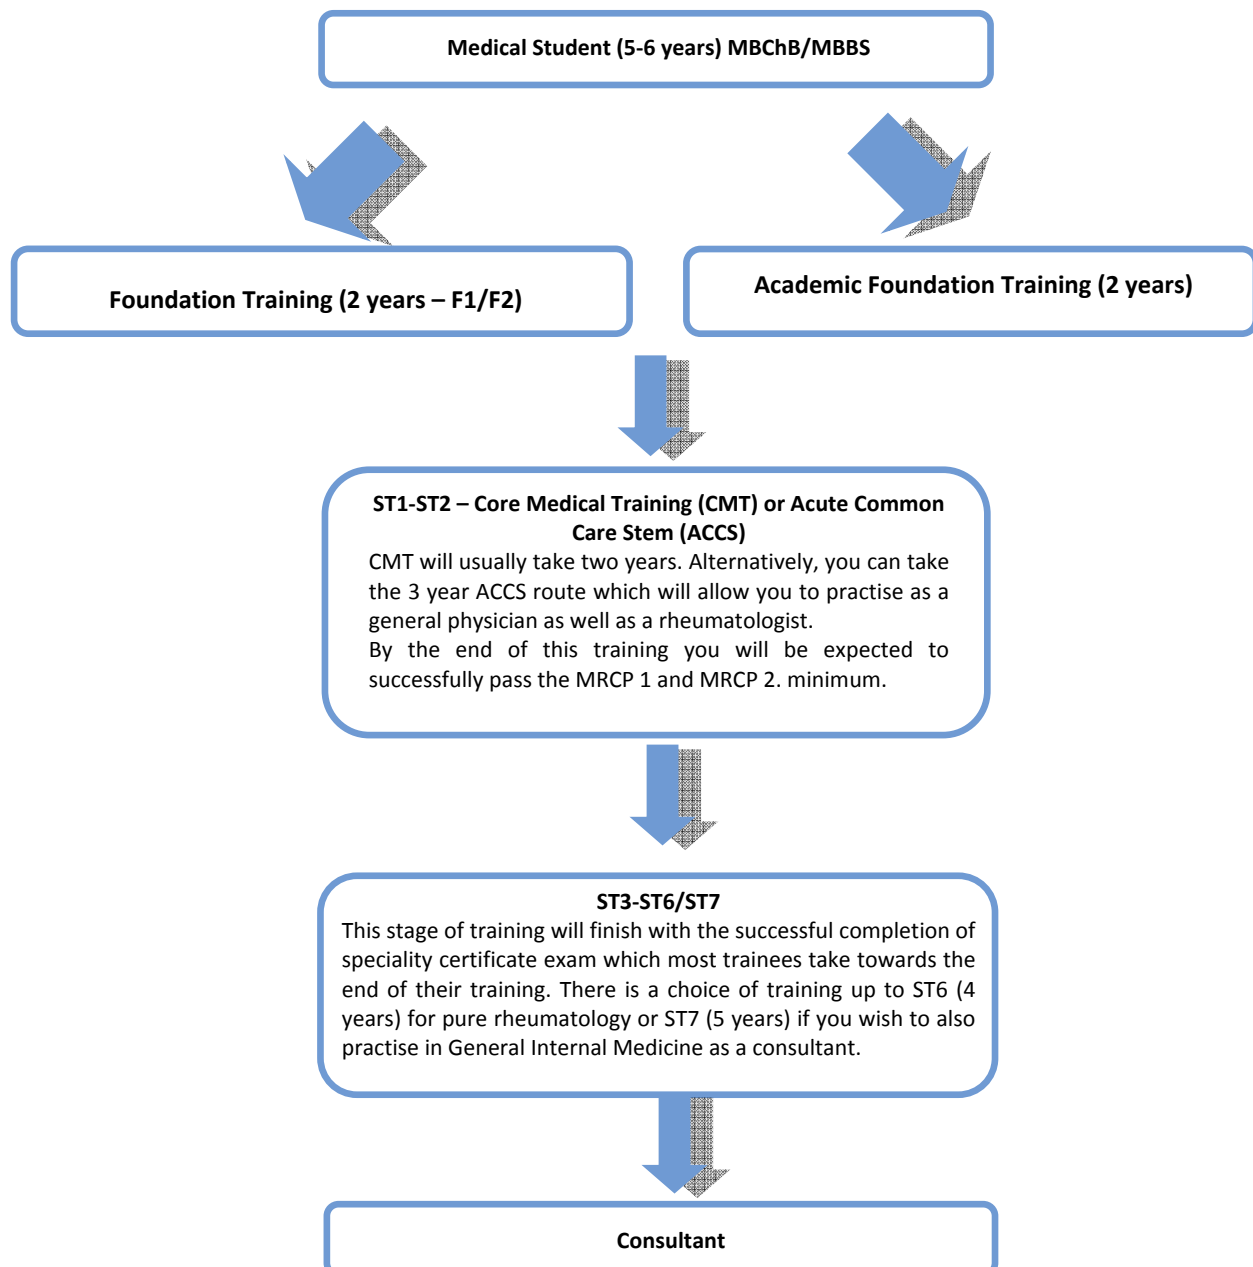 Medical Student (5-6 years) MBChB/MBBS
Foundation Training (2 years – F1/F2)
Academic Foundation Training (2 years)
ST1-ST2 – Core Medical Training (CMT) or Acute Common
Care Stem (ACCS)
CMT will usually take two years. Alternatively, you can take
the 3 year ACCS route which will allow you to practise as a
general physician as well as a rheumatologist.
By the end of this training you will be expected to
successfully pass the MRCP 1 and MRCP 2. minimum.
ST3-ST6/ST7
This stage of training will finish with the successful completion of
speciality certificate exam which most trainees take towards the
end of their training. There is a choice of training up to ST6 (4
years) for pure rheumatology or ST7 (5 years) if you wish to also
practise in General Internal Medicine as a consultant.
Consultant